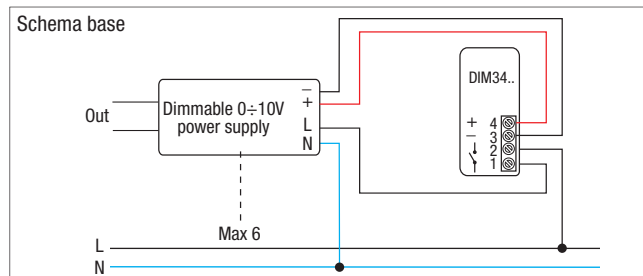 Schema base
Out
Dimmable 0÷10V
power supply
–
+
L
N
Max 6
DIM34..
+ 4
– 3
2
1
L
N